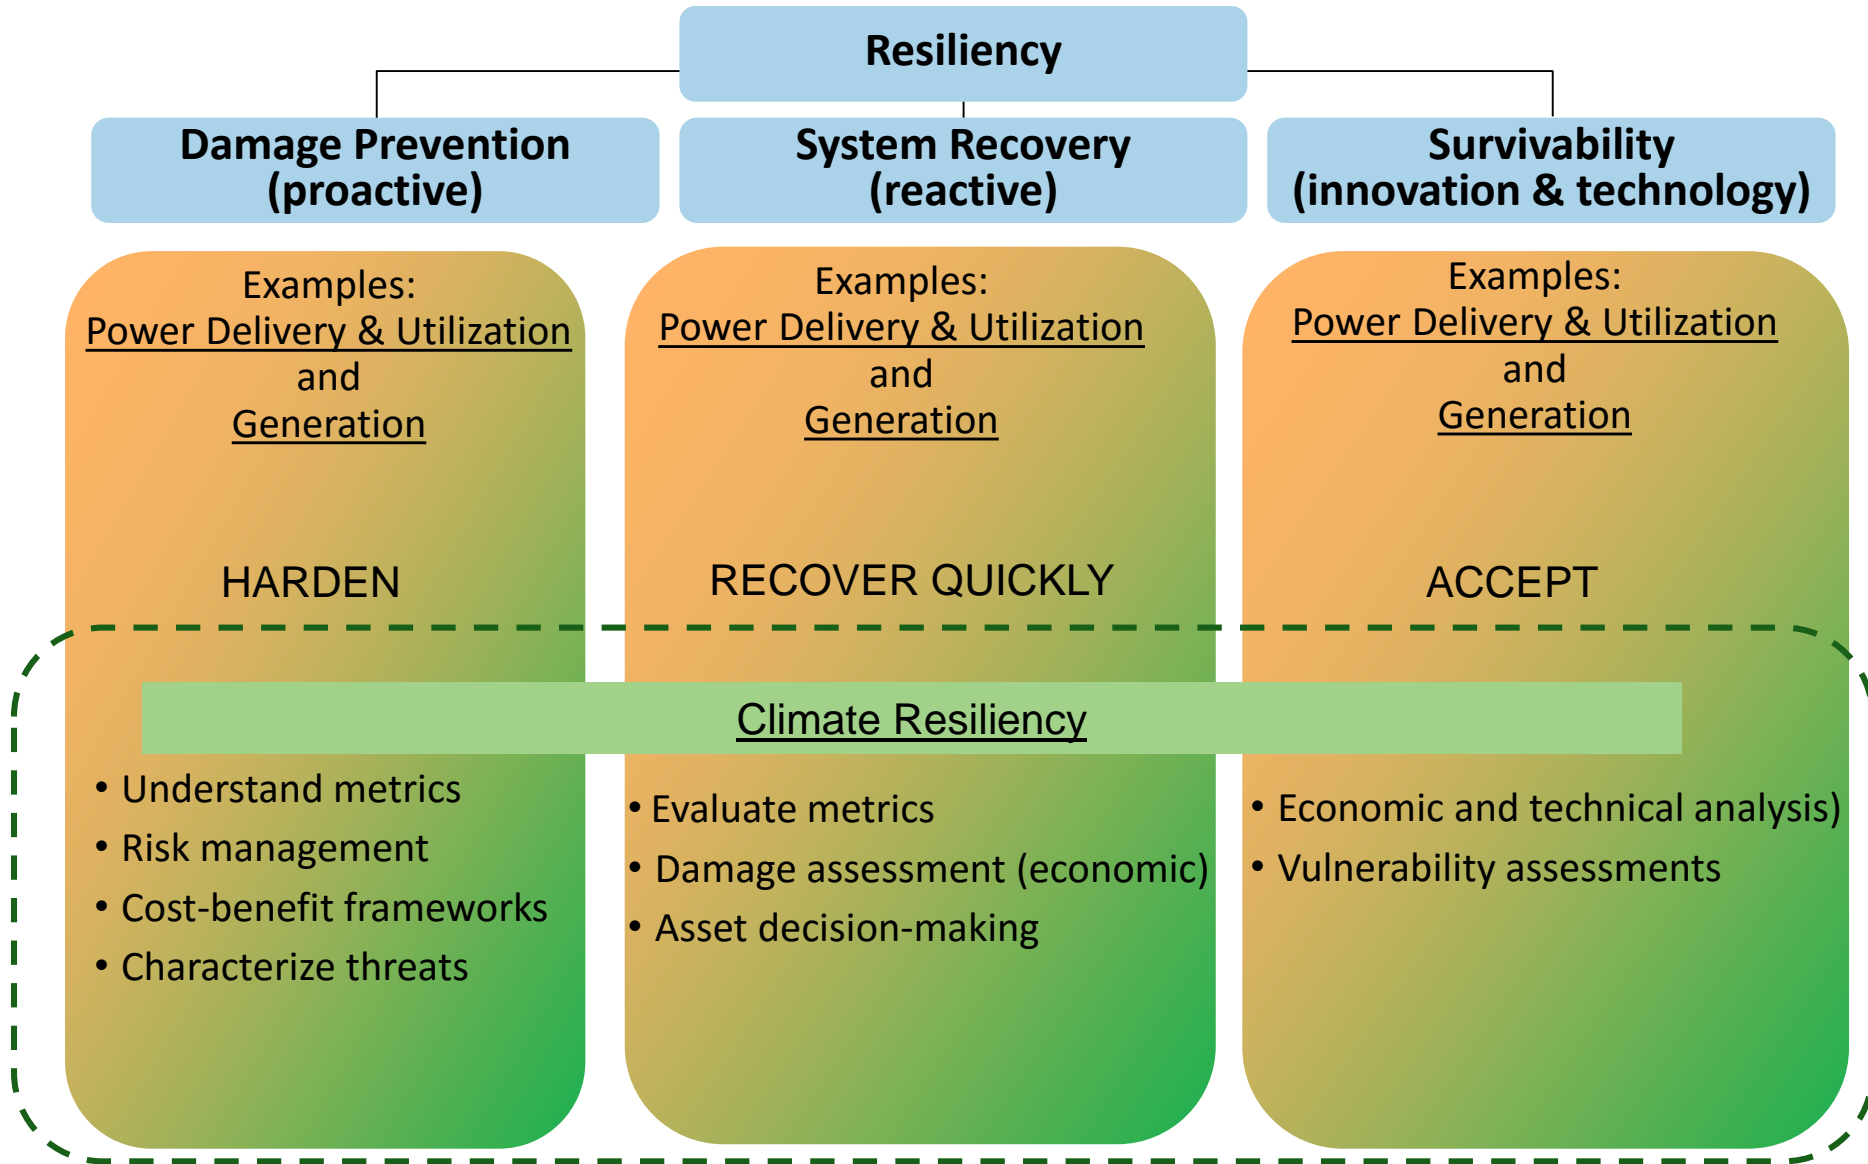 Resiliency
Damage Prevention
(proactive)
System Recovery
(reactive)
Survivability
(innovation & technology)
Examples:
Power Delivery & Utilization
and
Generation
HARDEN
Examples:
Power Delivery & Utilization
and
Generation
RECOVER QUICKLY
Examples:
Power Delivery & Utilization
and
Generation
ACCEPT
Climate Resiliency
• Understand metrics
• Risk management
• Cost-benefit frameworks
• Characterize threats
• Evaluate metrics
• Damage assessment (economic)
• Asset decision-making
• Economic and technical analysis)
• Vulnerability assessments